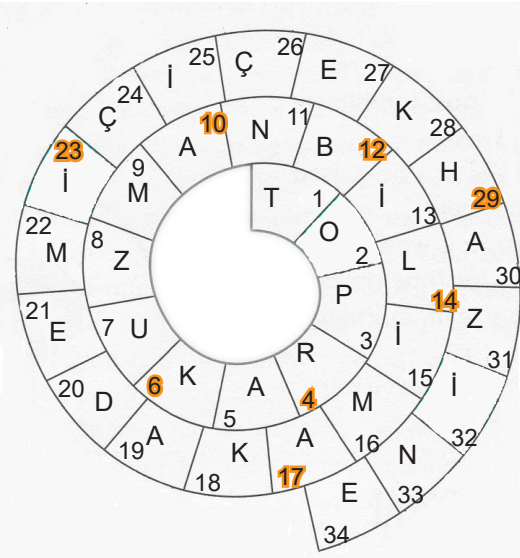 T 1
O 2
P 3
R 4
A 5
K 6
U 7
Z 8
M 9
A 10
N 11
B 12
İ 13
L 14
İ 15
M 16
A 17
K 18
A 19
D 20
E 21
M 22
İ 23
Ç 24
İ 25
Ç 26
E 27
K 28
H 29
A 30
Z 31
İ 32
N 33
E 34